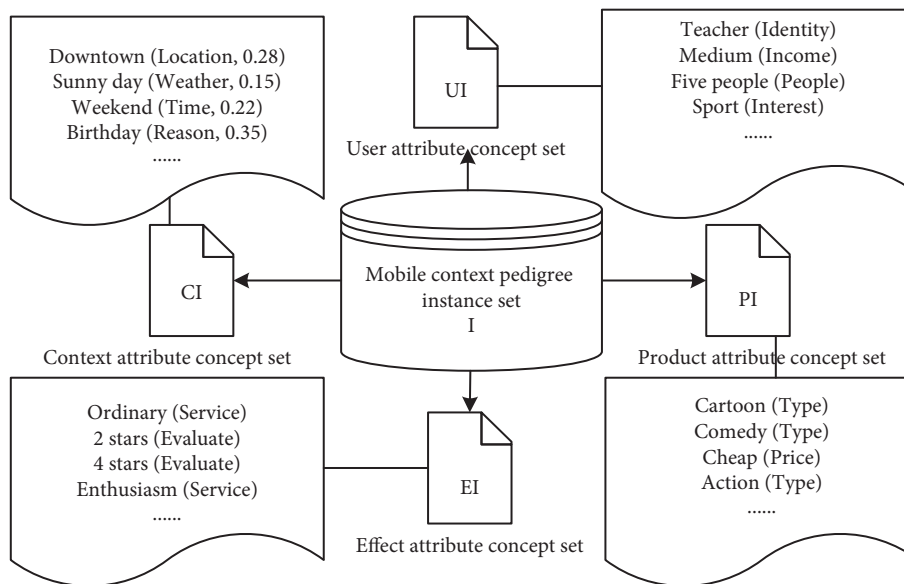 Downtown (Location, 0.28)
Sunny day (Weather, 0.15)
Weekend (Time, 0.22)
Birthday (Reason, 0.35)
......
UI
User attribute concept set
Teacher (Identity)
Medium (Income)
Five people (People)
Sport (Interest)
......
CI
Context attribute concept set
Mobile context pedigree
instance set
I
PI
Product attribute concept set
Ordinary (Service)
2 stars (Evaluate)
4 stars (Evaluate)
Enthusiasm (Service)
......
EI
Effect attribute concept set
Cartoon (Type)
Comedy (Type)
Cheap (Price)
Action (Type)
......